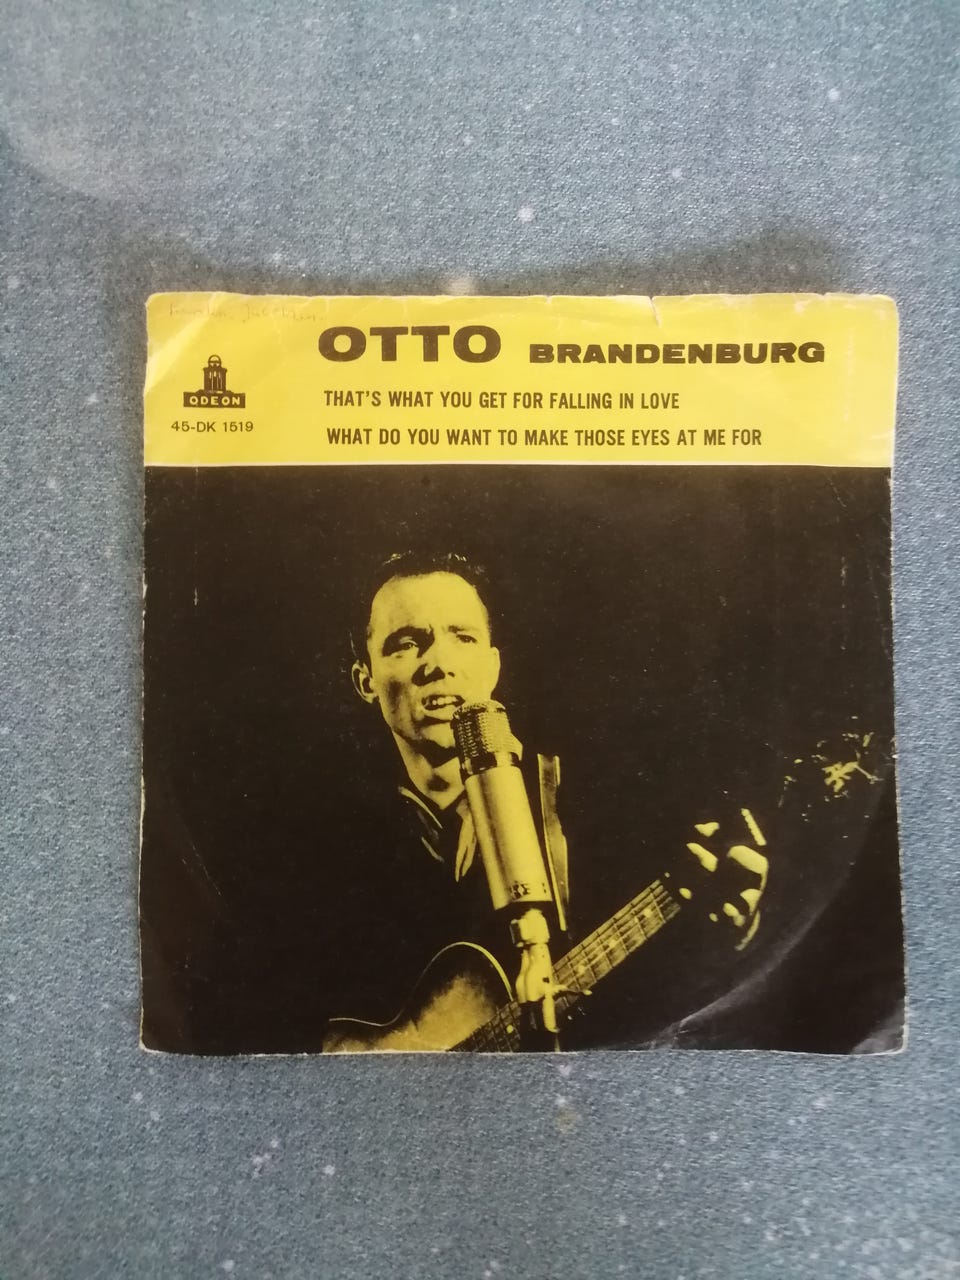 OTTO BRANDENBURG
THAT'S WHAT YOU GET FOR FALLING IN LOVE
WHAT DO YOU WANT TO MAKE THOSE EYES AT ME FOR
ODEON
45-DK 1519